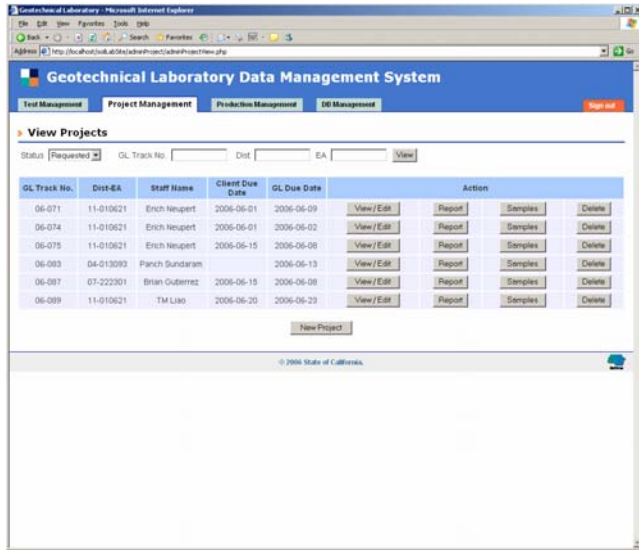 Geotechnical Laboratory - Microsoft Internet Explorer
File Edit View Favorites Tools Help
Back Search Favorites
Address http://localhost/soilLabSite/adminProject/adminProjectView.php Go
Geotechnical Laboratory Data Management System
Test Management Project Management Production Management DB Management Sign out
View Projects
Status Requested GL Track No. Dist EA View
GL Track No. Dist-EA Staff Name Client Due Date GL Due Date Action
06-071 11-010621 Erich Neupert 2006-06-01 2006-06-09 View/Edit Report Samples Delete
06-074 11-010621 Erich Neupert 2006-06-01 2006-06-02 View/Edit Report Samples Delete
06-075 11-010621 Erich Neupert 2006-06-15 2006-06-08 View/Edit Report Samples Delete
06-083 04-013093 Panch Sundaram 2006-06-13 View/Edit Report Samples Delete
06-087 07-222301 Brian Gutierrez 2006-06-15 2006-06-08 View/Edit Report Samples Delete
06-089 11-010621 TM Liao 2006-06-20 2006-06-23 View/Edit Report Samples Delete
New Project
© 2006 State of California.